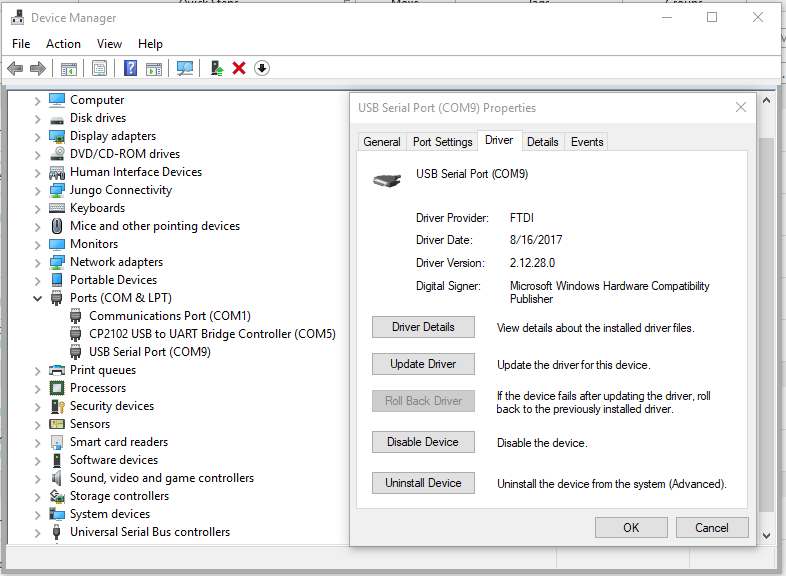 Device Manager
File Action View Help
Computer
Disk drives
Display adapters
DVD/CD-ROM drives
Human Interface Devices
Jungo Connectivity
Keyboards
Mice and other pointing devices
Monitors
Network adapters
Portable Devices
Ports (COM & LPT)
Communications Port (COM1)
CP2102 USB to UART Bridge Controller (COM5)
USB Serial Port (COM9)
Print queues
Processors
Security devices
Sensors
Smart card readers
Software devices
Sound, video and game controllers
Storage controllers
System devices
Universal Serial Bus controllers
USB Serial Port (COM9) Properties
General Port Settings Driver Details Events
USB Serial Port (COM9)
Driver Provider: FTDI
Driver Date: 8/16/2017
Driver Version: 2.12.28.0
Digital Signer: Microsoft Windows Hardware Compatibility
Publisher
Driver Details View details about the installed driver files.
Update Driver Update the driver for this device.
Roll Back Driver If the device fails after updating the driver, roll
back to the previously installed driver.
Disable Device Disable the device.
Uninstall Device Uninstall the device from the system (Advanced).
OK Cancel